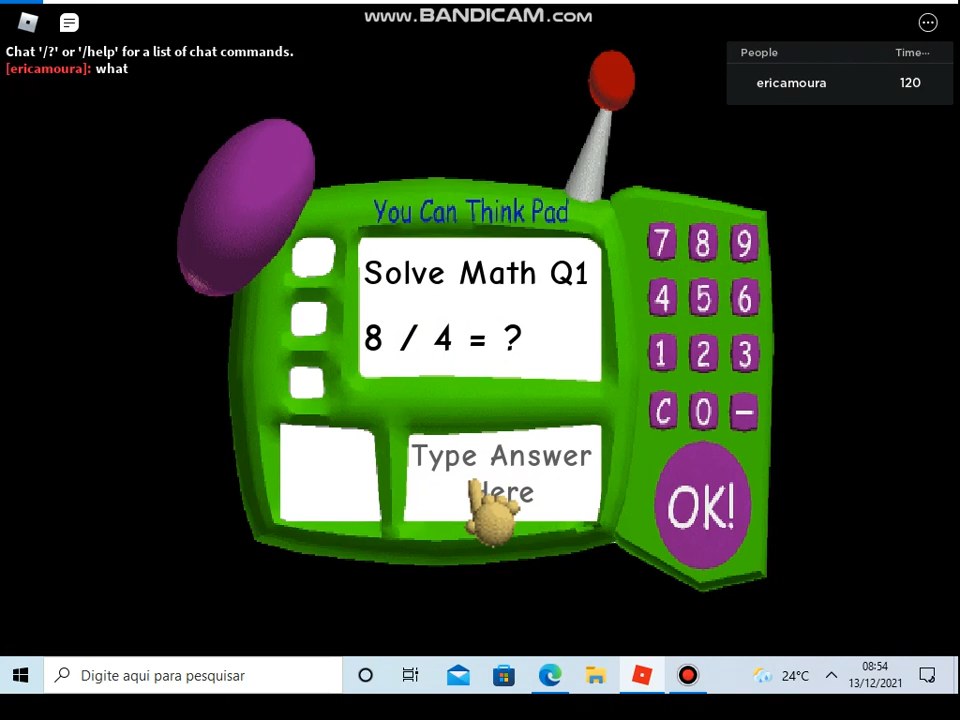 www.BANDICAM.com
Chat '/?' or '/help' for a list of chat commands.
[ericamoura]: what
People Time...
ericamoura 120
You Can Think Pad
Solve Math Q1
8 / 4 = ?
Type Answer
Here
7 8 9
4 5 6
1 2 3
C 0 –
OK!
Digite aqui para pesquisar
24°C
08:54
13/12/2021